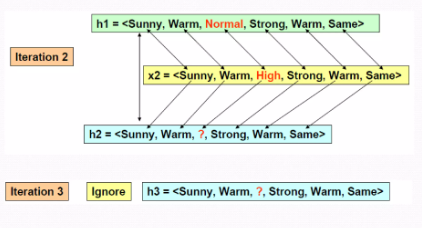 h1 = <Sunny, Warm, Normal, Strong, Warm, Same>
Iteration 2
x2 = <Sunny, Warm, High, Strong, Warm, Same>
h2 = <Sunny, Warm, ?, Strong, Warm, Same>
Iteration 3 Ignore h3 = <Sunny, Warm, ?, Strong, Warm, Same>